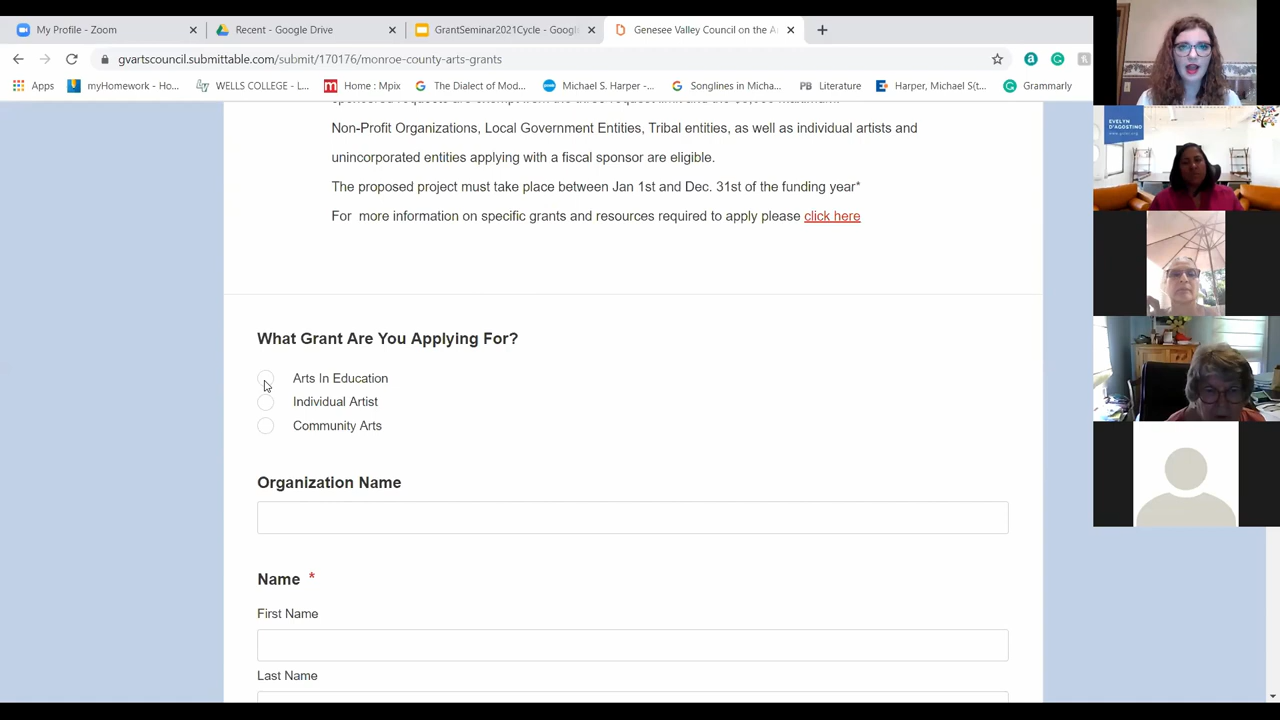 My Profile - Zoom
Recent - Google Drive
GrantSeminar2021Cycle - Googl
Genesee Valley Council on the A
gvartscouncil.submittable.com/submit/170176/monroe-county-arts-grants
Apps
myHomework - Ho...
WELLS COLLEGE - L...
Home : Mpix
The Dialect of Mod...
Michael S. Harper -...
Songlines in Micha...
PB Literature
Harper, Michael S(t...
Grammarly
EVELYN
D'AGOSTINO
Non-Profit Organizations, Local Government Entities, Tribal entities, as well as individual artists and
unincorporated entities applying with a fiscal sponsor are eligible.
The proposed project must take place between Jan 1st and Dec. 31st of the funding year*
For more information on specific grants and resources required to apply please click here
What Grant Are You Applying For?
Arts In Education
Individual Artist
Community Arts
Organization Name
Name *
First Name
Last Name